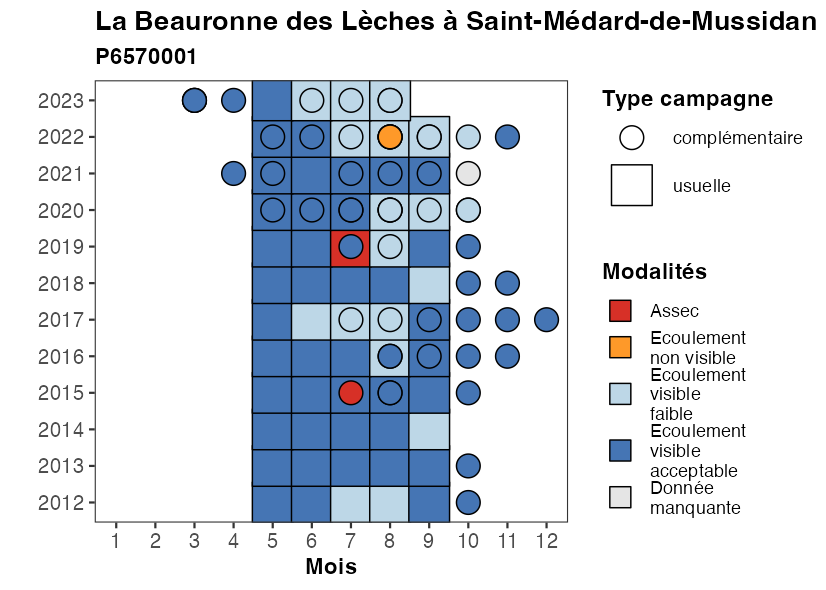 La Beauronne des Lèches à Saint-Médard-de-Mussidan
P6570001
2023
2022
2021
2020
2019
2018
2017
2016
2015
2014
2013
2012
1 2 3 4 5 6 7 8 9 10 11 12
Mois
Type campagne
complémentaire
usuelle
Modalités
Assec
Ecoulement
non visible
Ecoulement
visible
faible
Ecoulement
visible
acceptable
Donnée
manquante